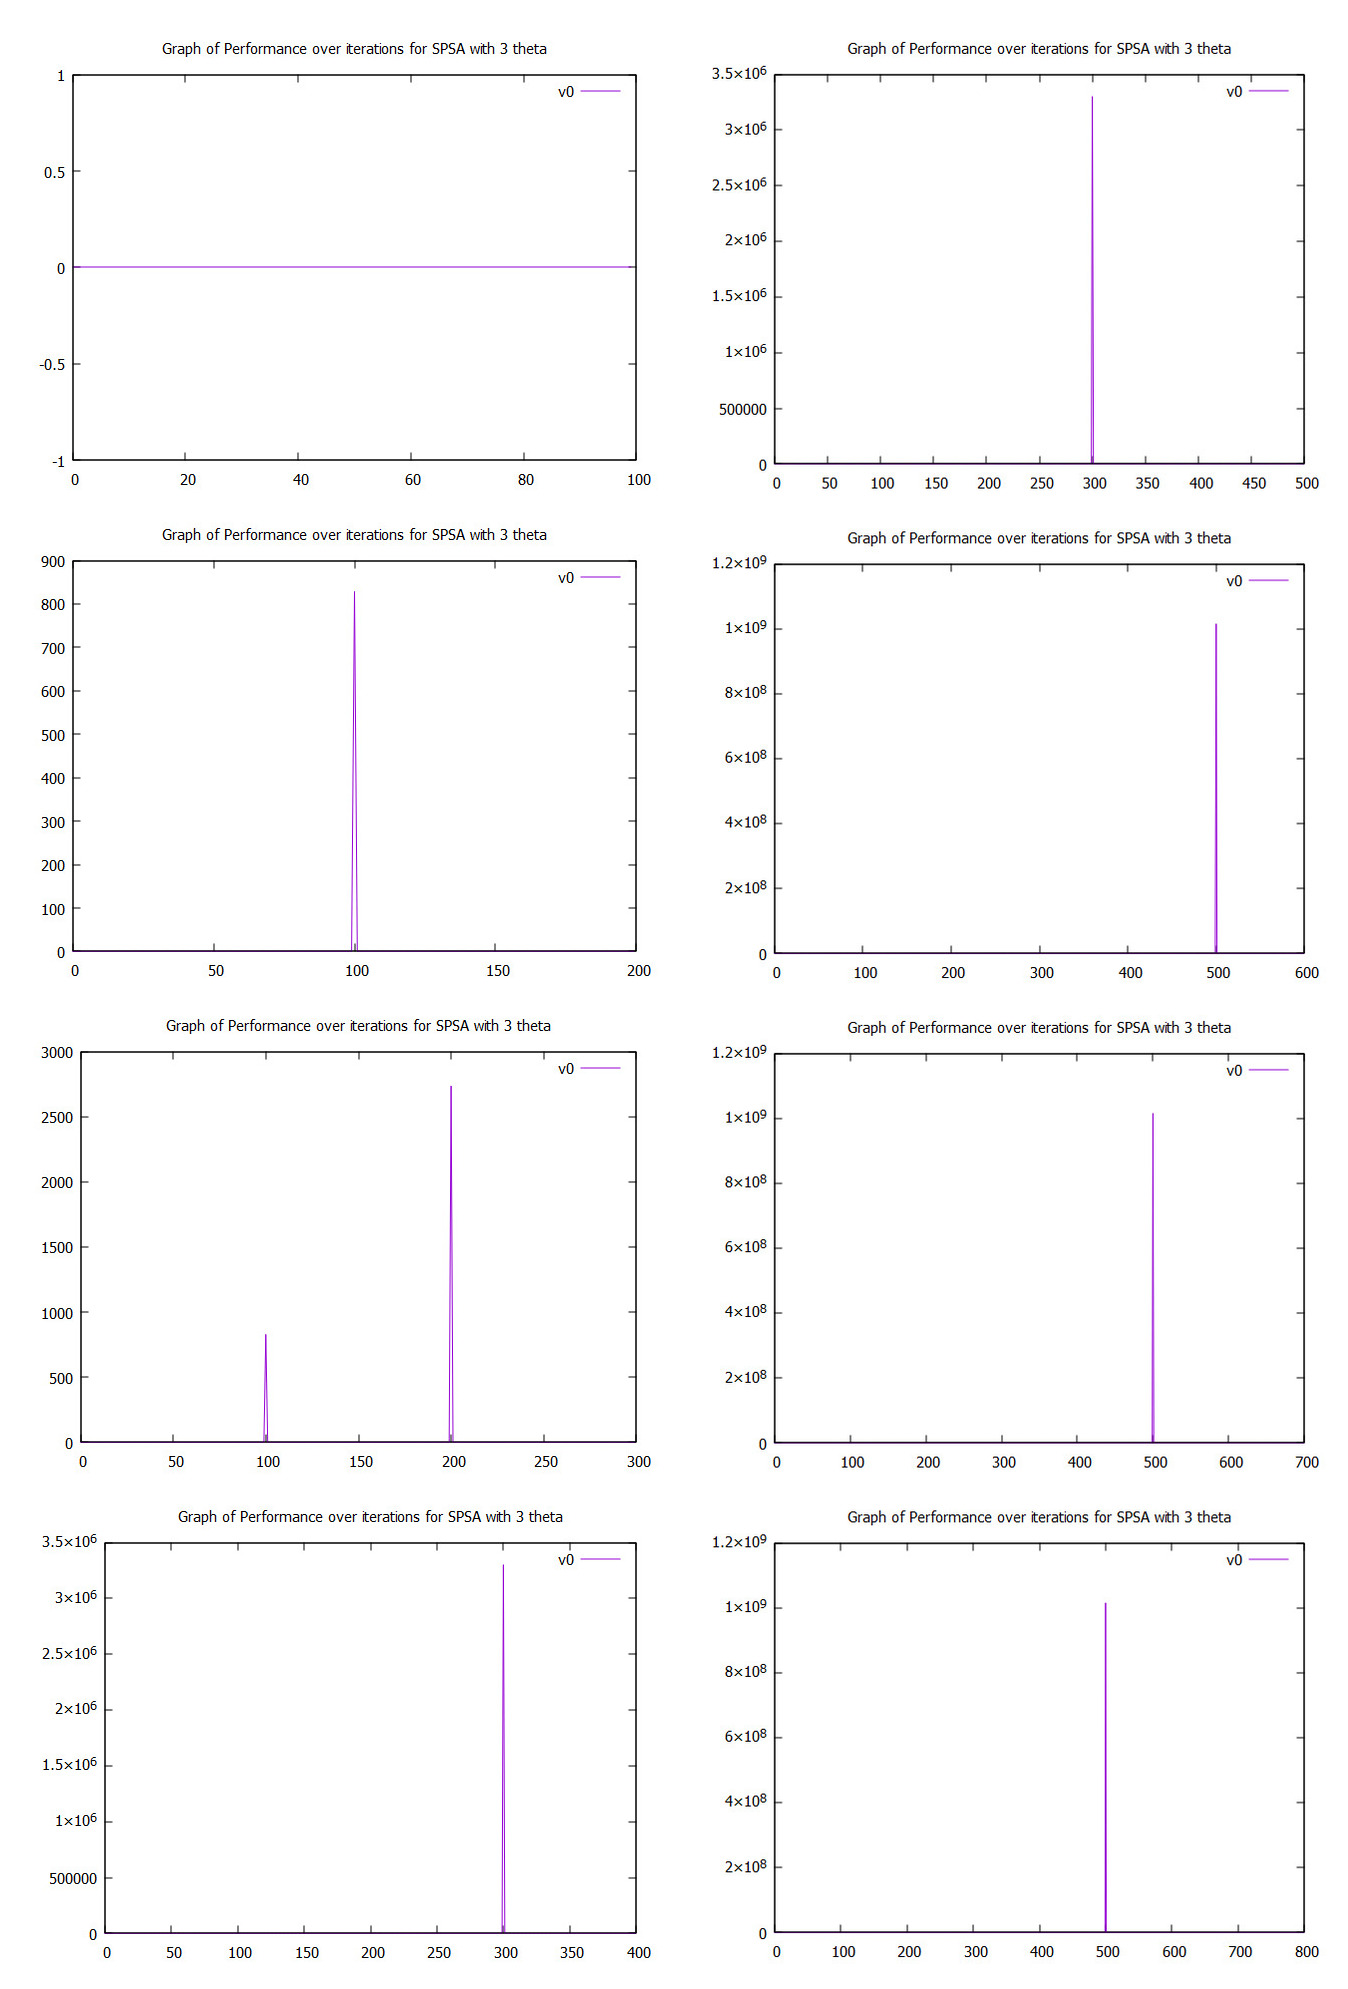 Graph of Performance over iterations for SPSA with 3 theta
v0
1
0.5
0
-0.5
-1
0 20 40 60 80 100
Graph of Performance over iterations for SPSA with 3 theta
v0
900
800
700
600
500
400
300
200
100
0
0 50 100 150 200
Graph of Performance over iterations for SPSA with 3 theta
v0
3000
2500
2000
1500
1000
500
0
0 50 100 150 200 250 300
Graph of Performance over iterations for SPSA with 3 theta
v0
3.5×10⁶
3×10⁶
2.5×10⁶
2×10⁶
1.5×10⁶
1×10⁶
500000
0
0 50 100 150 200 250 300 350 400
Graph of Performance over iterations for SPSA with 3 theta
v0
3.5×10⁶
3×10⁶
2.5×10⁶
2×10⁶
1.5×10⁶
1×10⁶
500000
0
0 50 100 150 200 250 300 350 400 450 500
Graph of Performance over iterations for SPSA with 3 theta
v0
1.2×10⁹
1×10⁹
8×10⁸
6×10⁸
4×10⁸
2×10⁸
0
0 100 200 300 400 500 600
Graph of Performance over iterations for SPSA with 3 theta
v0
1.2×10⁹
1×10⁹
8×10⁸
6×10⁸
4×10⁸
2×10⁸
0
0 100 200 300 400 500 600 700
Graph of Performance over iterations for SPSA with 3 theta
v0
1.2×10⁹
1×10⁹
8×10⁸
6×10⁸
4×10⁸
2×10⁸
0
0 100 200 300 400 500 600 700 800